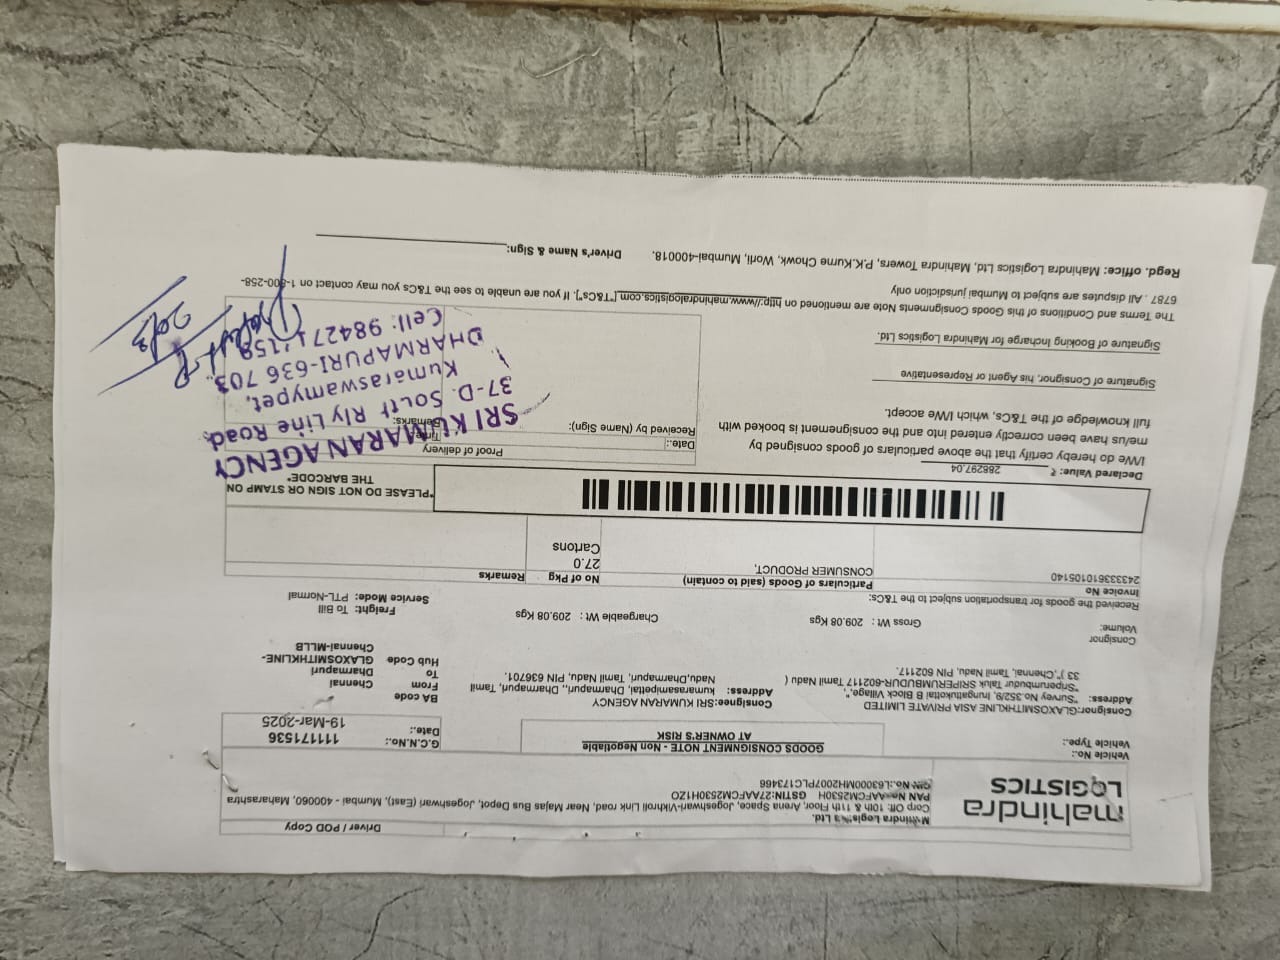 Driver / POD Copy
mahindra
LOGISTICS
Mahindra Logistics Ltd.
Corp Off: 10th & 11th Floor, Arena Space, Jogeshwari-Vikhroli Link road, Near Majas Bus Depot, Jogeshwari (East), Mumbai - 400060, Maharashtra
PAN No:-AAFCM2530H GSTIN:27AAFCM2530H1ZO
CIN No.:L63000MH2007PLC173466
Vehicle No.:
Vehicle Type.:
GOODS CONSIGNMENT NOTE - Non Negotiable
AT OWNER'S RISK
G.C.N.No.: 111171536
Date.: 19-Mar-2025
Consignor:GLAXOSMITHKLINE ASIA PRIVATE LIMITED
Address: "Survey No.352/9, Irungattukottai B Block Village,",
"Sriperumbudur Taluk SRIPERUMBUDUR-602117 Tamil Nadu (
33 )",Chennai, Tamil Nadu, PIN 602117.
Consignee:SRI KUMARAN AGENCY
Address: kumarasampettai, Dharmapuri,, Dharmapuri, Tamil
Nadu,Dharmapuri, Tamil Nadu PIN 636701.
BA code
From Chennai
To Dharmapuri
Hub Code GLAXOSMITHKLINE-
Chennai-MLLB
Consignor
Volume:
Gross Wt : 209.08 Kgs
Chargeable Wt : 209.08 Kgs
Freight: To Bill
Service Mode: PTL-Normal
Received the goods for transportation subject to the T&Cs:
Invoice No
Particulars of Goods (said to contain)
No of Pkg
Remarks
2433336101051​40
CONSUMER PRODUCT,
27.0
Cartons
*PLEASE DO NOT SIGN OR STAMP ON
THE BARCODE*
Declared Value: ₹ 288297.04
I/We do hereby certify that the above particulars of goods consigned by
me/us have been correctly entered into and the consignement is booked with
full knowledge of the T&Cs, which I/We accept.
Proof of delivery
Date.:
Time:
Received by (Name Sign):
Remarks:
SRI KUMARAN AGENCY
37-D. South Rly Line Road,
Kumaraswamypet,
DHARMAPURI-636 703.
Signature of Consignor, his Agent or Representative
Signature of Booking Incharge for Mahindra Logistics Ltd.
20/3
The Terms and Conditions of this Goods Consignments Note are mentioned on http://www.mahindralogistics.com ["T&Cs"]. If you are unable to see the T&Cs you may contact on 1-800-258-
6787 . All disputes are subject to Mumbai jurisdiction only
Regd. office: Mahindra Logistics Ltd, Mahindra Towers, P.K.Kurne Chowk, Worli, Mumbai-400018.
Driver's Name & Sign: